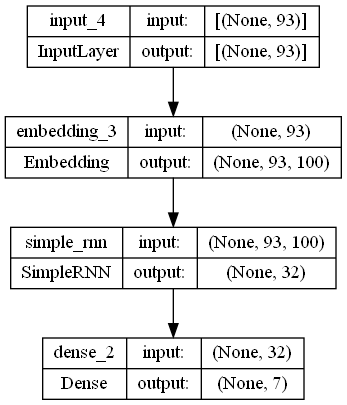 input_4 input: [(None, 93)]
InputLayer output: [(None, 93)]
embedding_3 input: (None, 93)
Embedding output: (None, 93, 100)
simple_rnn input: (None, 93, 100)
SimpleRNN output: (None, 32)
dense_2 input: (None, 32)
Dense output: (None, 7)